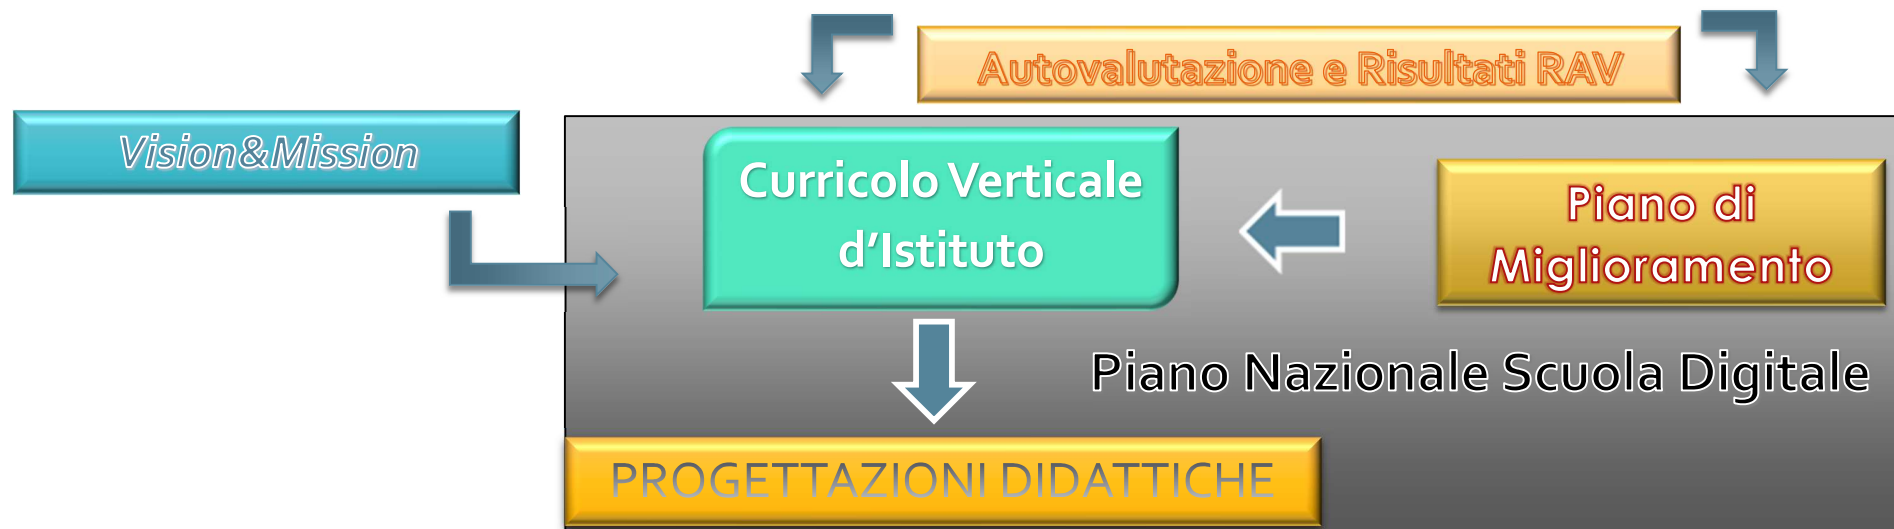 Autovalutazione e Risultati RAV
Vision&Mission
Curricolo Verticale
d’Istituto
Piano di
Miglioramento
Piano Nazionale Scuola Digitale
PROGETTAZIONI DIDATTICHE